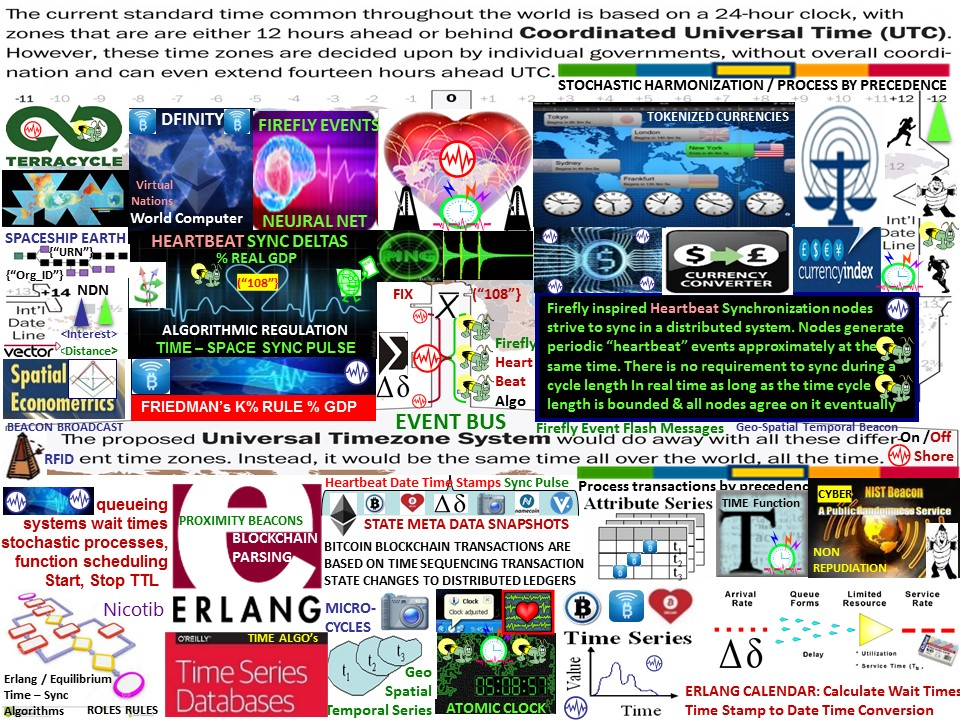 The current standard time common throughout the world is based on a 24-hour clock, with
zones that are are either 12 hours ahead or behind Coordinated Universal Time (UTC).
However, these time zones are decided upon by individual governments, without overall coordi-
nation and can even extend fourteen hours ahead UTC.
STOCHASTIC HARMONIZATION / PROCESS BY PRECEDENCE
-11 -10 -9 -8 -7 -6 -5 -4 -3 -2 -1 0 +1 +2 +11 +12 -12
TERRACYCLE
DFINITY
Virtual
Nations
World Computer
FIREFLY EVENTS
NEUJRAL NET
TOKENIZED CURRENCIES
Tokyo
London
New York
Sydney
Frankfurt
-12
Int'l
Date
Line
SPACESHIP EARTH
{"URN"}
{"Org_ID"}
NDN
+13 +14
Int'l
Date
Line
<Interest>
<Distance>
vector
HEARTBEAT SYNC DELTAS
% REAL GDP
{"108"}
ALGORITHMIC REGULATION
TIME – SPACE SYNC PULSE
MNG
FIX
{"108"}
Σ
Δδ
Firefly
Heart
Beat
Algo
EVENT BUS
CURRENCY
CONVERTER
currencyindex
Firefly inspired Heartbeat Synchronization nodes
strive to sync in a distributed system. Nodes generate
periodic “heartbeat” events approximately at the
same time. There is no requirement to sync during a
cycle length In real time as long as the time cycle
length is bounded & all nodes agree on it eventually
Spatial
Econometrics
FRIEDMAN's K% RULE % GDP
BEACON BROADCAST
Firefly Event Flash Messages
Geo-Spatial Temporal Beacon
The proposed Universal Timezone System would do away with all these differ-
On /Off
Shore
RFID
ent time zones. Instead, it would be the same time all over the world, all the time.
Heartbeat Date Time Stamps Sync Pulse
Process transactions by precedence
queueing
systems wait times
stochastic processes,
function scheduling
Start, Stop TTL
PROXIMITY BEACONS
BLOCKCHAIN
PARSING
ERLANG
Δδ
namecoin
STATE META DATA SNAPSHOTS
BITCOIN BLOCKCHAIN TRANSACTIONS ARE
BASED ON TIME SEQUENCING TRANSACTION
STATE CHANGES TO DISTRIBUTED LEDGERS
Attribute Series
t1
t2
t3
TIME Function
T
CYBER
NIST Beacon
A Public Randomness Service
NON
REPUDIATION
Nicotib
Erlang / Equilibrium
Time – Sync
Algorithms
ROLES RULES
O'REILLY
TIME ALGO's
Time Series
Databases
MICRO-
CYCLES
t1
t2
t3
Geo
Spatial
Temporal Series
Clock
Clock adjusted
05:08:57
ATOMIC CLOCK
Time Series
Value
Time
Arrival
Rate
Queue
Forms
Limited
Resource
Service
Rate
Δδ
Delay
* Utilization
* Service Time (TS,
ERLANG CALENDAR: Calculate Wait Times
Time Stamp to Date Time Conversion